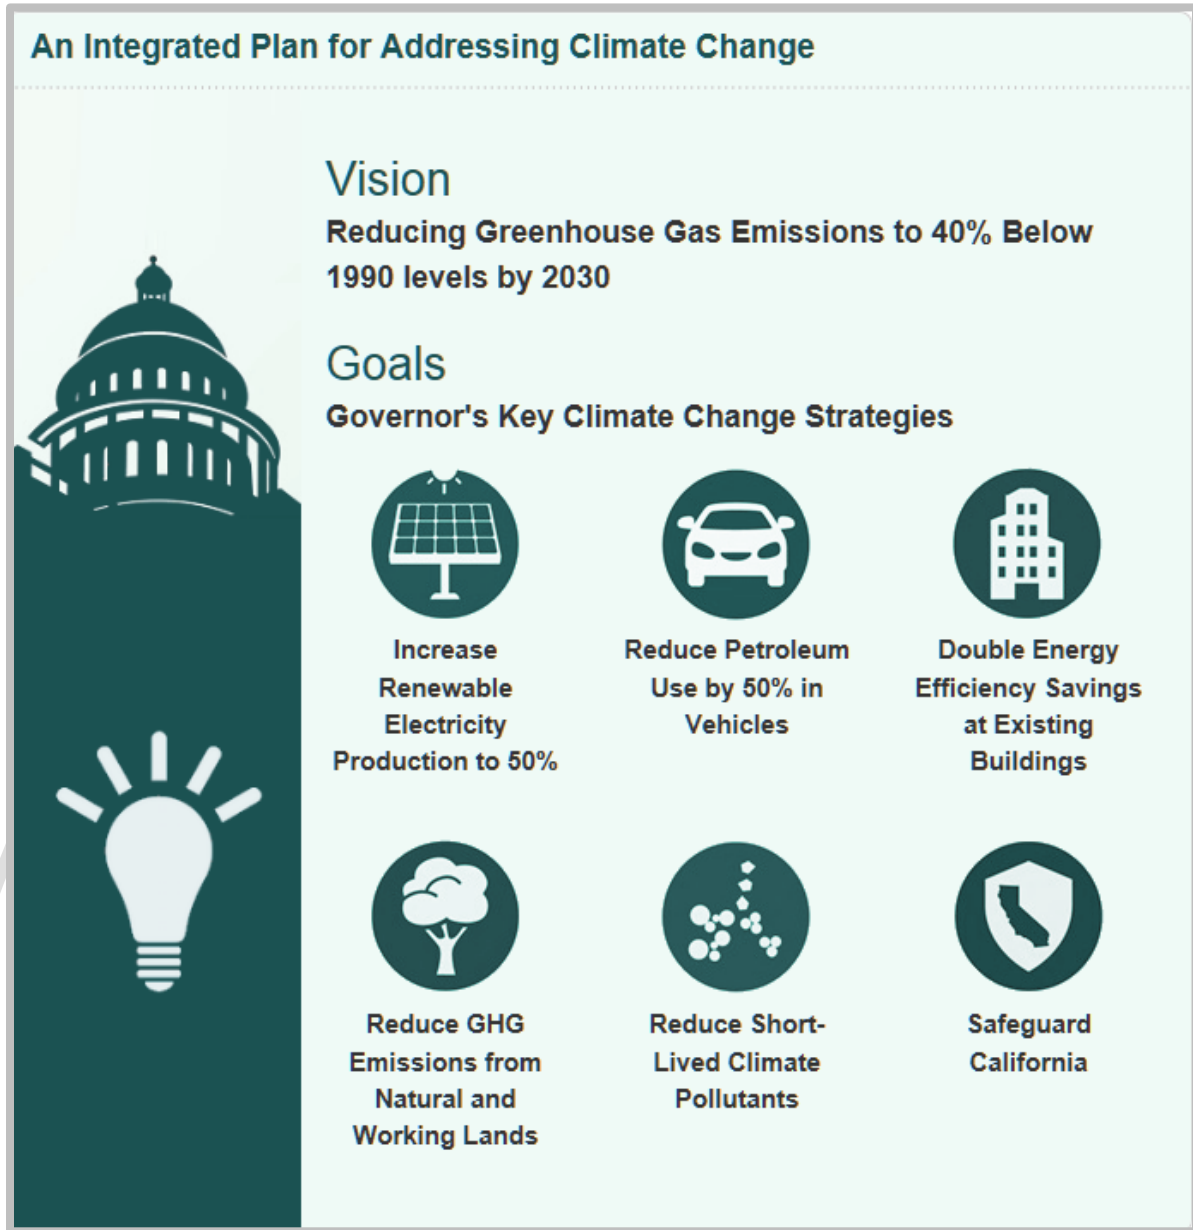 An Integrated Plan for Addressing Climate Change
Vision
Reducing Greenhouse Gas Emissions to 40% Below
1990 levels by 2030
Goals
Governor's Key Climate Change Strategies
Increase
Renewable
Electricity
Production to 50%
Reduce Petroleum
Use by 50% in
Vehicles
Double Energy
Efficiency Savings
at Existing
Buildings
Reduce GHG
Emissions from
Natural and
Working Lands
Reduce Short-
Lived Climate
Pollutants
Safeguard
California